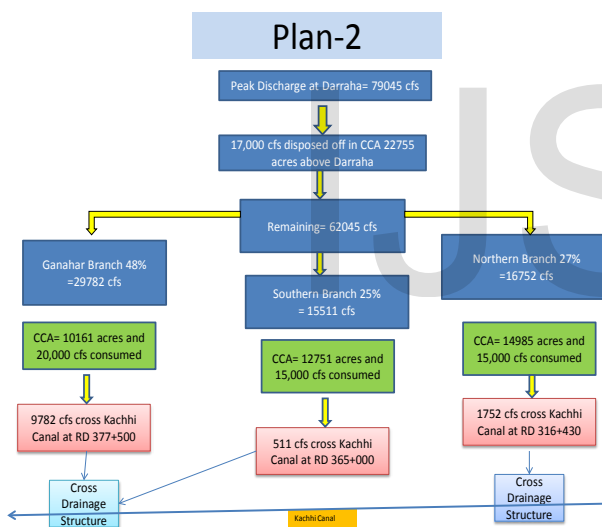 Plan-2
Peak Discharge at Darraha= 79045 cfs
17,000 cfs disposed off in CCA 22755
acres above Darraha
Remaining= 62045 cfs
Ganahar Branch 48%
=29782 cfs
Southern Branch 25%
= 15511 cfs
Northern Branch 27%
=16752 cfs
CCA= 10161 acres and
20,000 cfs consumed
CCA= 12751 acres and
15,000 cfs consumed
CCA= 14985 acres and
15,000 cfs consumed
9782 cfs cross Kachhi
Canal at RD 377+500
511 cfs cross Kachhi
Canal at RD 365+000
1752 cfs cross Kachhi
Canal at RD 316+430
Cross
Drainage
Structure
Cross
Drainage
Structure
Kachhi Canal
IJS